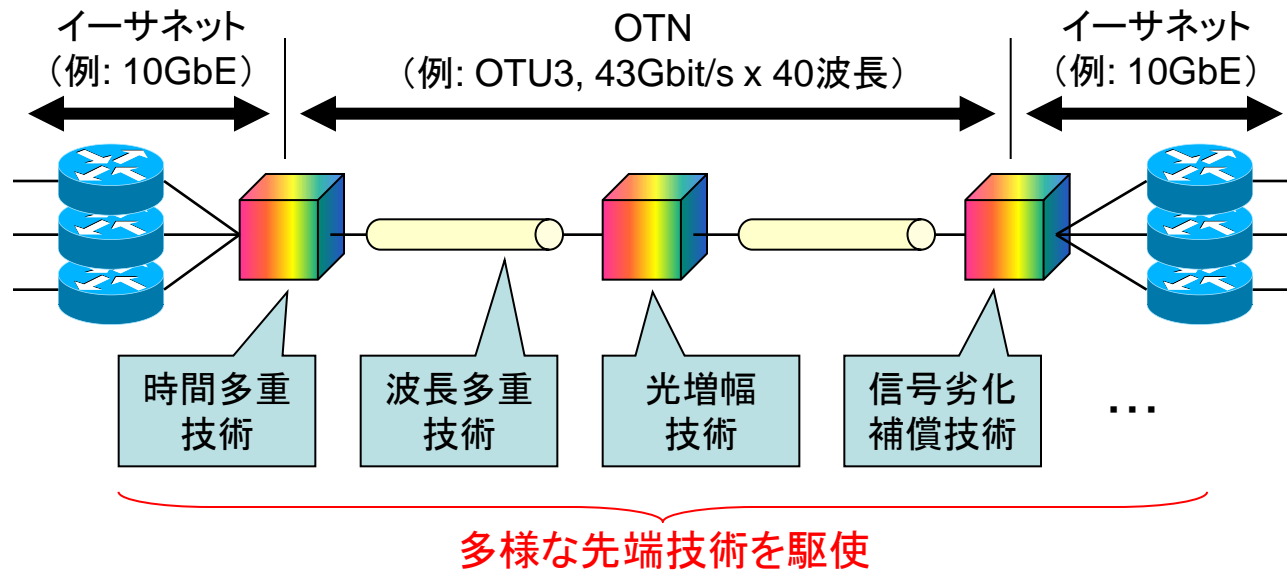 イーサネット
(例: 10GbE)
OTN
(例: OTU3, 43Gbit/s x 40波長)
イーサネット
(例: 10GbE)
時間多重
技術
波長多重
技術
光増幅
技術
信号劣化
補償技術
…
多様な先端技術を駆使